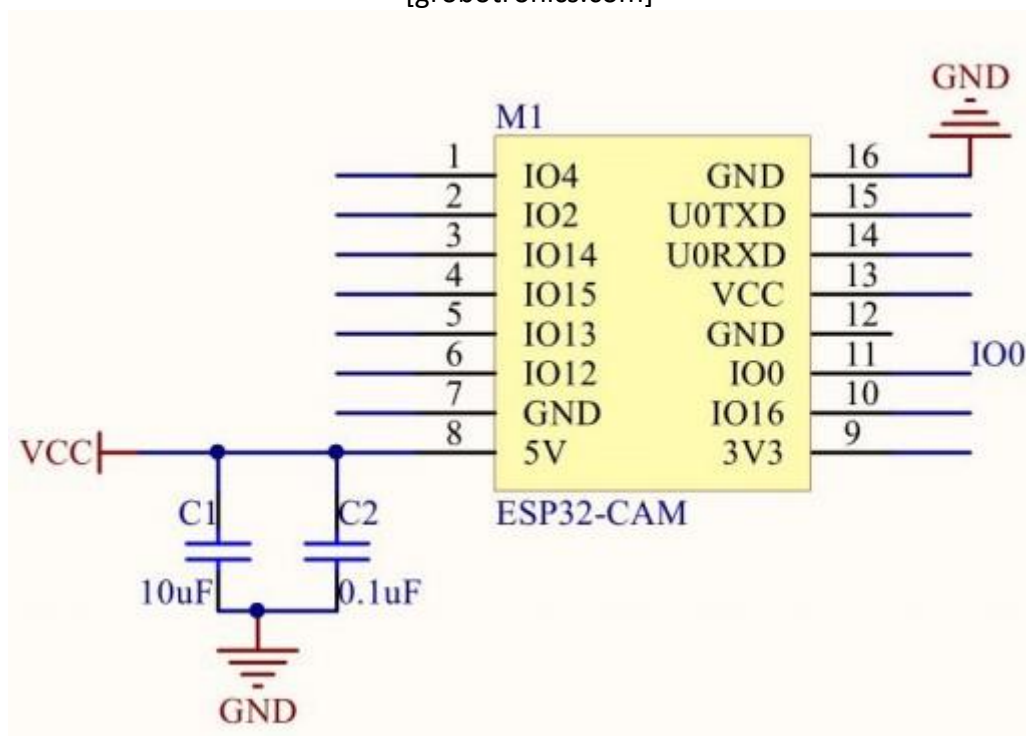 [grobotronics.com]
GND
M1
1 IO4 GND 16
2 IO2 U0TXD 15
3 IO14 U0RXD 14
4 IO15 VCC 13
5 IO13 GND 12
6 IO12 IO0 11 IO0
7 GND IO16 10
8 5V 3V3 9
VCC
ESP32-CAM
C1 C2
10uF 0.1uF
GND